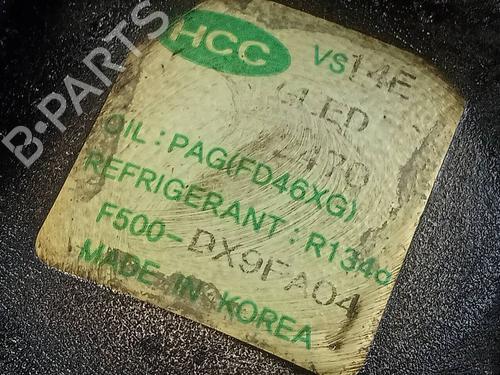 B-PARTS
HCC VS14E
OIL : PAG(FD46XG)
REFRIGERANT : R134a
F500-DX9FA04
MADE IN KOREA